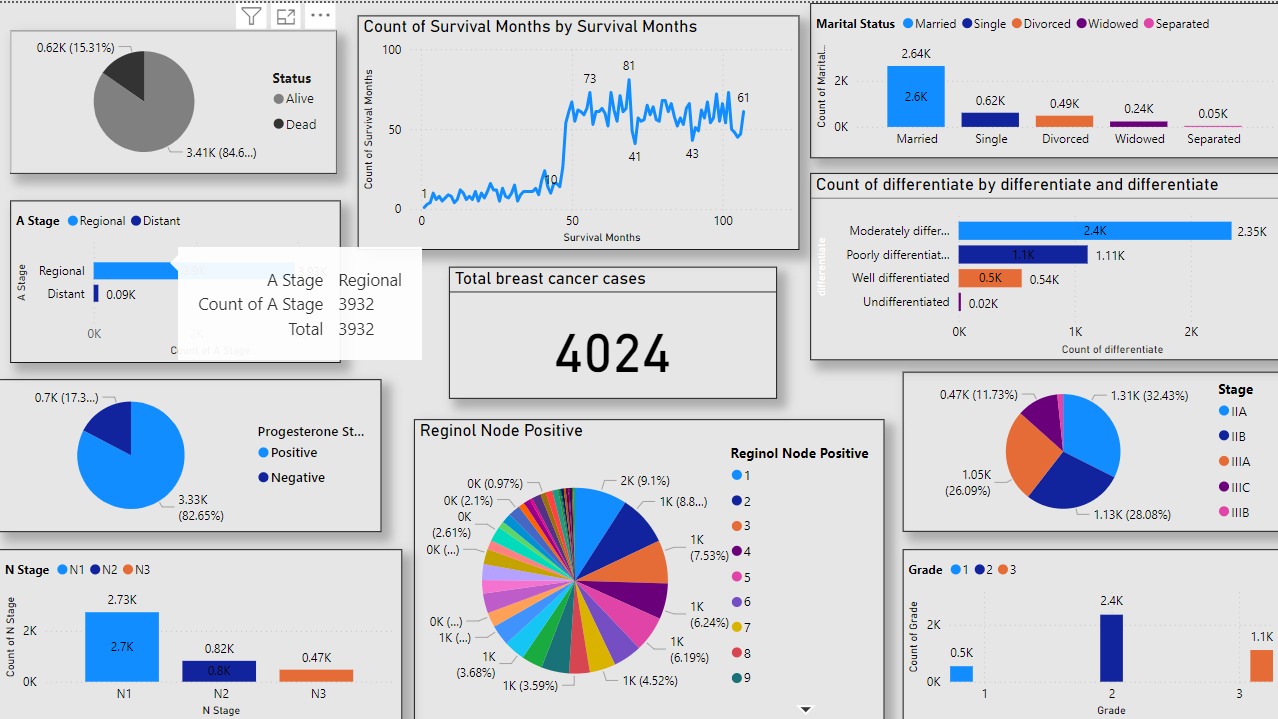 0.62K (15.31%)
Status
Alive
Dead
3.41K (84.6...)
Count of Survival Months by Survival Months
Count of Survival Months
100
50
0
1
10
73
81
41
93
61
0
50
100
Survival Months
Marital Status Married Single Divorced Widowed Separated
Count of Marital...
2K
0K
2.64K
2.6K
0.62K
0.49K
0.24K
0.05K
Married Single Divorced Widowed Separated
A Stage Regional Distant
A Stage
Regional
Distant
0.09K
0K
A Stage Regional
Count of A Stage 3932
Total 3932
Count of A Stage
Total breast cancer cases
4024
Count of differentiate by differentiate and differentiate
differentiate
Moderately differ... 2.4K 2.35K
Poorly differentiat... 1.1K 1.11K
Well differentiated 0.5K 0.54K
Undifferentiated 0.02K
0K 1K 2K
Count of differentiate
0.7K (17.3...)
Progesterone St...
Positive
Negative
3.33K
(82.65%)
Reginol Node Positive
0K (0.97%)
0K (2.1%)
0K
(2.61%)
0K (...)
0K (...)
1K (...)
1K
(3.68%)
1K (3.59%)
2K (9.1%)
1K (8.8...)
1K
(7.53%)
1K
(6.24%)
1K
(6.19%)
1K (4.52%)
Reginol Node Positive
1
2
3
4
5
6
7
8
9
0.47K (11.73%)
1.31K (32.43%)
1.05K
(26.09%)
1.13K (28.08%)
Stage
IIA
IIB
IIIA
IIIC
IIIB
N Stage N1 N2 N3
Count of N Stage
2K
0K
2.73K
2.7K
0.82K
0.8K
0.47K
N1 N2 N3
N Stage
Grade 1 2 3
Count of Grade
2K
0K
0.5K
2.4K
1.1K
1 2 3
Grade